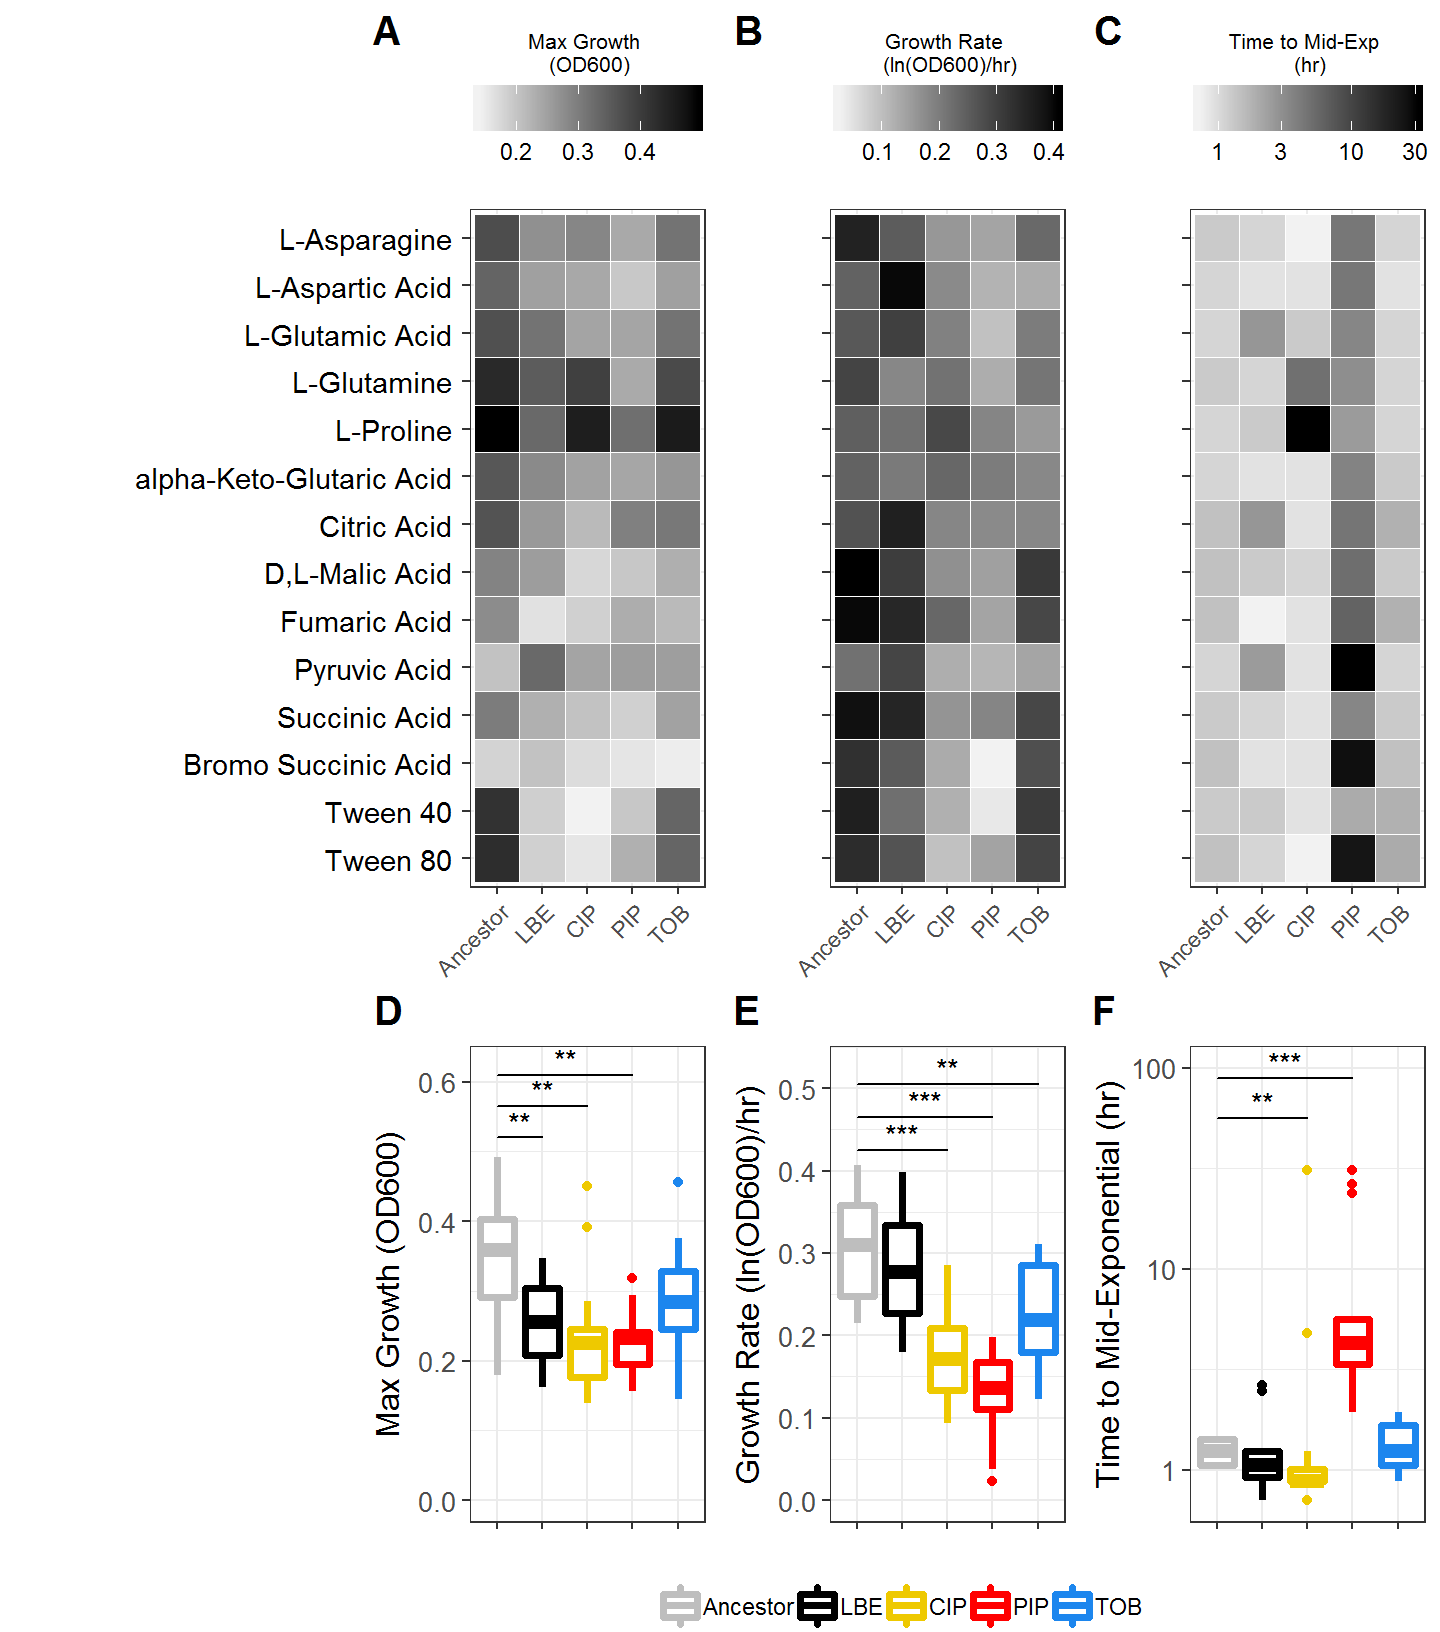 A
Max Growth
(OD600)
0.2 0.3 0.4
B
Growth Rate
(ln(OD600)/hr)
0.1 0.2 0.3 0.4
C
Time to Mid-Exp
(hr)
1 3 10 30
L-Asparagine
L-Aspartic Acid
L-Glutamic Acid
L-Glutamine
L-Proline
alpha-Keto-Glutaric Acid
Citric Acid
D,L-Malic Acid
Fumaric Acid
Pyruvic Acid
Succinic Acid
Bromo Succinic Acid
Tween 40
Tween 80
Ancestor LBE CIP PIP TOB
Ancestor LBE CIP PIP TOB
Ancestor LBE CIP PIP TOB
D
Max Growth (OD600)
0.6
0.4
0.2
0.0
**
**
**
E
Growth Rate (ln(OD600)/hr)
0.5
0.4
0.3
0.2
0.1
0.0
**
***
***
F
Time to Mid-Exponential (hr)
100
10
1
***
**
Ancestor LBE CIP PIP TOB